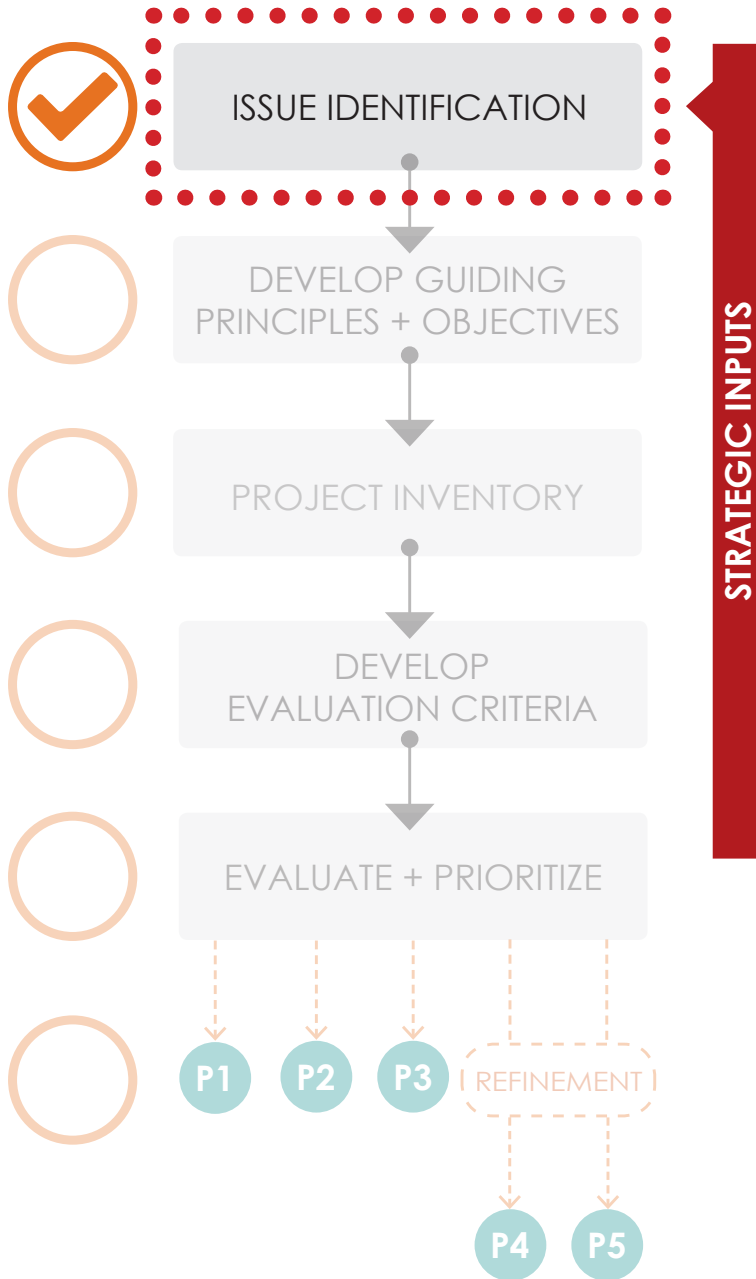 ISSUE IDENTIFICATION
DEVELOP GUIDING
PRINCIPLES + OBJECTIVES
PROJECT INVENTORY
DEVELOP
EVALUATION CRITERIA
EVALUATE + PRIORITIZE
P1
P2
P3
REFINEMENT
P4
P5
STRATEGIC INPUTS